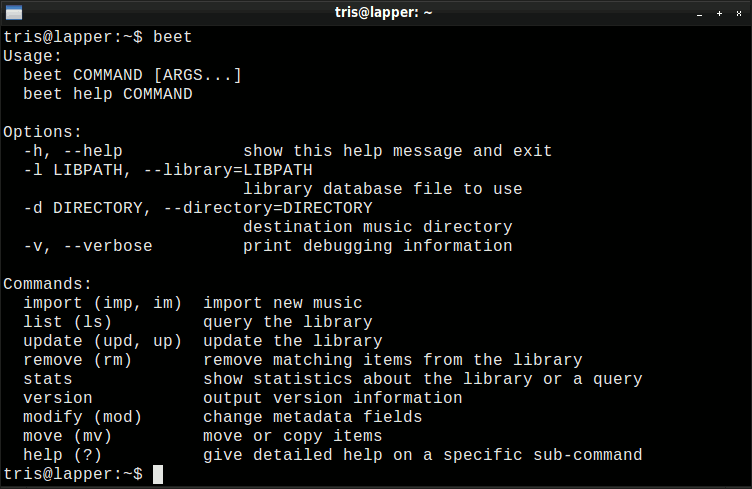 tris@lapper: ~
tris@lapper:~$ beet
Usage:
  beet COMMAND [ARGS...]
  beet help COMMAND

Options:
  -h, --help            show this help message and exit
  -l LIBPATH, --library=LIBPATH
                        library database file to use
  -d DIRECTORY, --directory=DIRECTORY
                        destination music directory
  -v, --verbose         print debugging information

Commands:
  import (imp, im)  import new music
  list (ls)         query the library
  update (upd, up)  update the library
  remove (rm)       remove matching items from the library
  stats             show statistics about the library or a query
  version           output version information
  modify (mod)      change metadata fields
  move (mv)         move or copy items
  help (?)          give detailed help on a specific sub-command
tris@lapper:~$